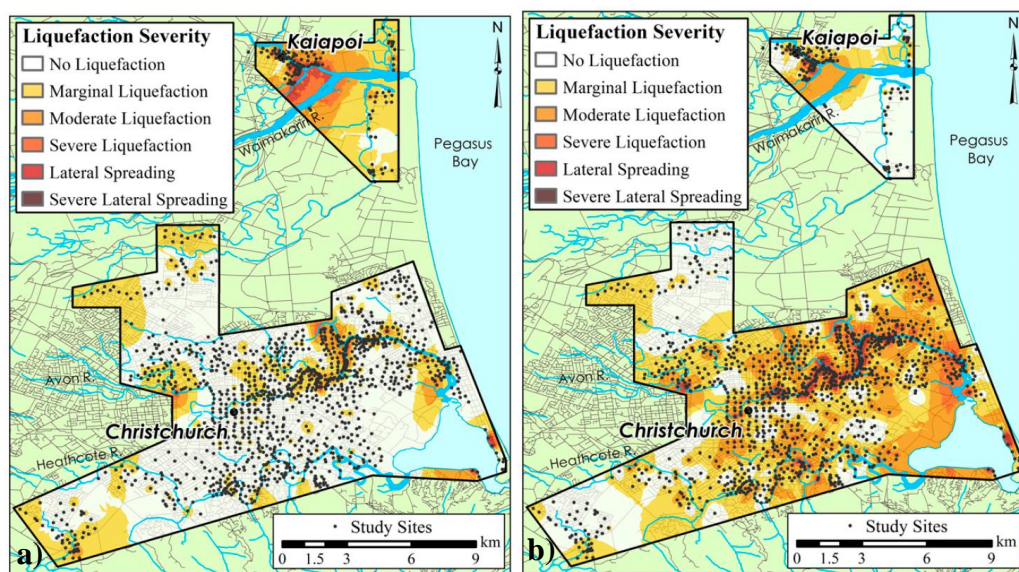 Liquefaction Severity
No Liquefaction
Marginal Liquefaction
Moderate Liquefaction
Severe Liquefaction
Lateral Spreading
Severe Lateral Spreading
Kaiapoi
N
Waimakariri R.
Pegasus
Bay
Avon R.
Christchurch
Heathcote R.
a)
Study Sites
0 1.5 3 6 9
km
Liquefaction Severity
No Liquefaction
Marginal Liquefaction
Moderate Liquefaction
Severe Liquefaction
Lateral Spreading
Severe Lateral Spreading
Kaiapoi
N
Waimakariri R.
Pegasus
Bay
Avon R.
Christchurch
Heathcote R.
b)
Study Sites
0 1.5 3 6 9
km